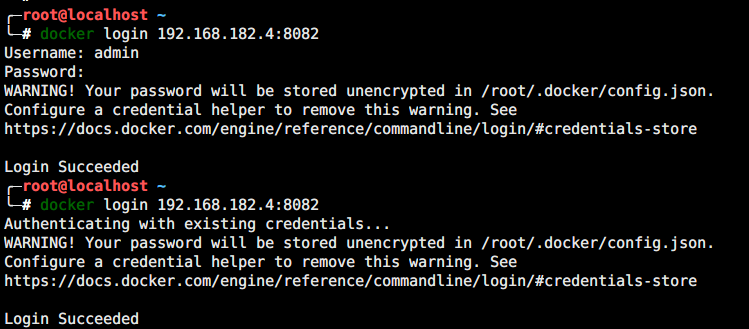 ┌─root@localhost ~
└─# docker login 192.168.182.4:8082
Username: admin
Password:
WARNING! Your password will be stored unencrypted in /root/.docker/config.json.
Configure a credential helper to remove this warning. See
https://docs.docker.com/engine/reference/commandline/login/#credentials-store

Login Succeeded
┌─root@localhost ~
└─# docker login 192.168.182.4:8082
Authenticating with existing credentials...
WARNING! Your password will be stored unencrypted in /root/.docker/config.json.
Configure a credential helper to remove this warning. See
https://docs.docker.com/engine/reference/commandline/login/#credentials-store

Login Succeeded